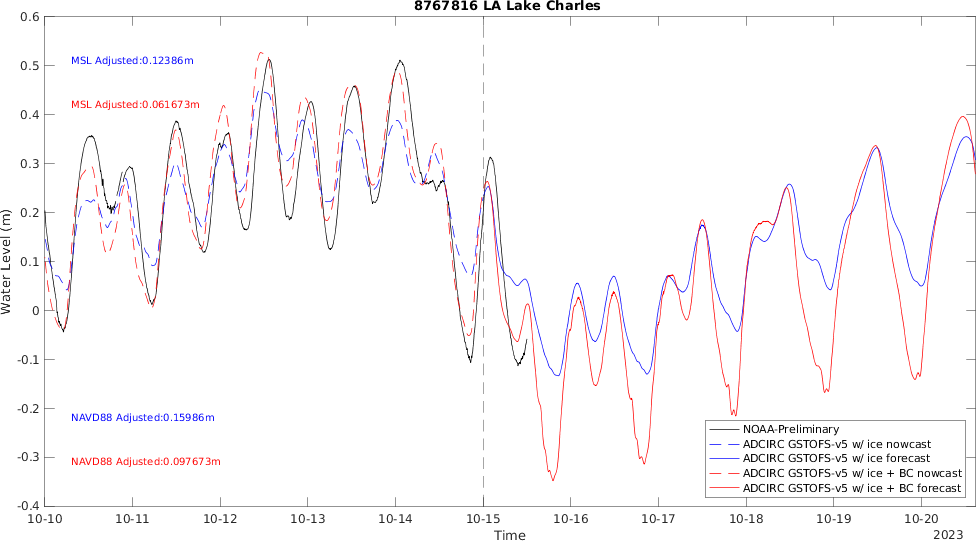 8767816 LA Lake Charles
0.6
0.5
0.4
0.3
0.2
0.1
0
-0.1
-0.2
-0.3
-0.4
Water Level (m)
MSL Adjusted:0.12386m
MSL Adjusted:0.061673m
NAVD88 Adjusted:0.15986m
NAVD88 Adjusted:0.097673m
NOAA-Preliminary
ADCIRC GSTOFS-v5 w/ ice nowcast
ADCIRC GSTOFS-v5 w/ ice forecast
ADCIRC GSTOFS-v5 w/ ice + BC nowcast
ADCIRC GSTOFS-v5 w/ ice + BC forecast
10-10 10-11 10-12 10-13 10-14 10-15 10-16 10-17 10-18 10-19 10-20
Time
2023